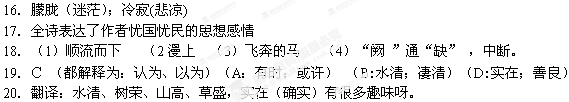 16. 朦胧（迷茫）；冷寂(悲凉)
17. 全诗表达了作者忧国忧民的思想感情
18. （1）顺流而下 （2漫上 （3）飞奔的马 （4）“阙 ”通“缺” ，中断。
19. C （都解释为：认为、以为）（A：有时；或许）（B:水清；凄清）（D:实在；善良）
20. 翻译：水清、树荣、山高、草盛，实在（确实）有很多趣味呀。